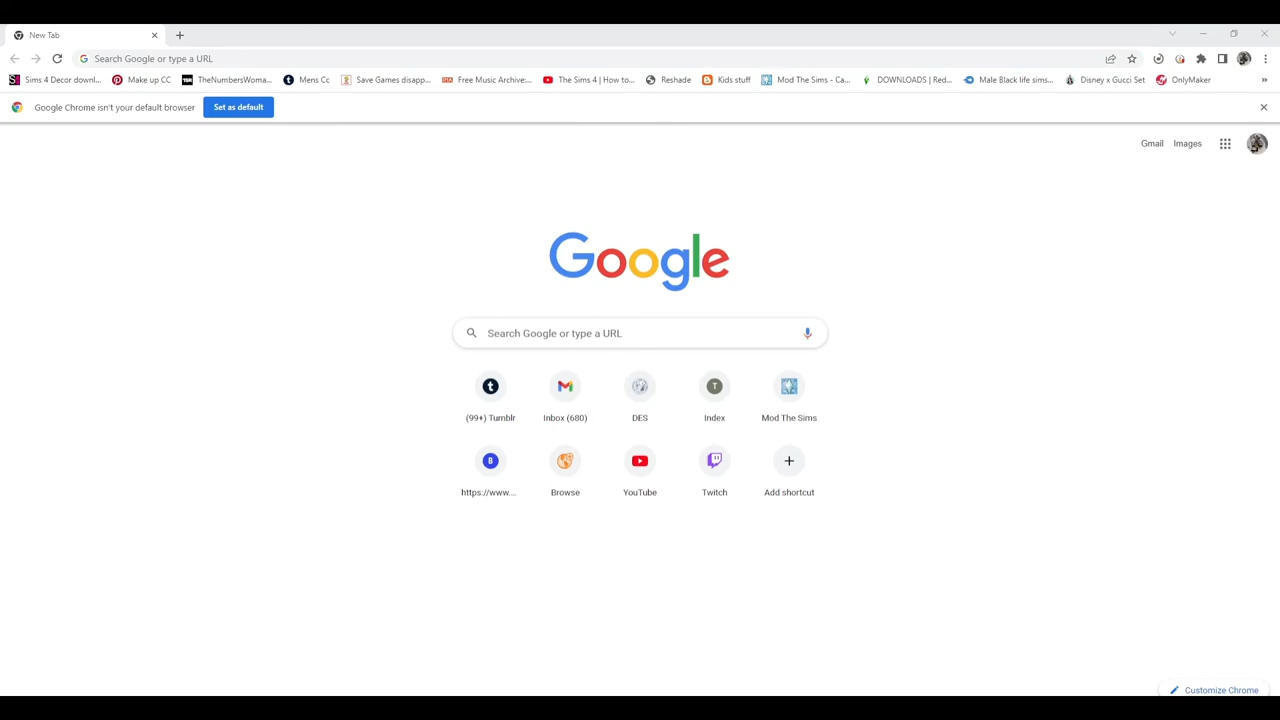 New Tab
Search Google or type a URL
Sims 4 Decor downl... Make up CC TheNumbersWoma... Mens Cc Save Games disapp... Free Music Archive:... The Sims 4 | How to... Reshade Kids stuff Mod The Sims - Ca... DOWNLOADS | Red... Male Black life sims... Disney x Gucci Set OnlyMaker
Google Chrome isn't your default browser Set as default
Gmail Images
Google
Search Google or type a URL
(99+) Tumblr Inbox (680) DES Index Mod The Sims
https://www.... Browse YouTube Twitch Add shortcut
Customize Chrome